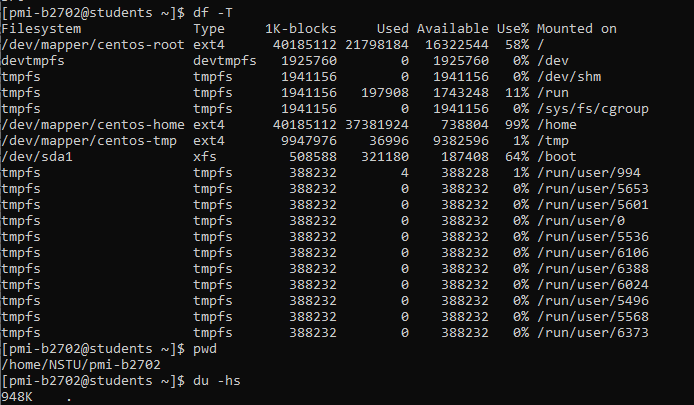 [pmi-b2702@students ~]$ df -T
Filesystem              Type     1K-blocks     Used Available Use% Mounted on
/dev/mapper/centos-root ext4      40185112 21798184  16322544  58% /
devtmpfs                devtmpfs   1925760        0   1925760   0% /dev
tmpfs                   tmpfs      1941156        0   1941156   0% /dev/shm
tmpfs                   tmpfs      1941156   197908   1743248  11% /run
tmpfs                   tmpfs      1941156        0   1941156   0% /sys/fs/cgroup
/dev/mapper/centos-home ext4      40185112 37381924    738804  99% /home
/dev/mapper/centos-tmp  ext4       9947976    36996   9382596   1% /tmp
/dev/sda1               xfs         508588   321180    187408  64% /boot
tmpfs                   tmpfs       388232        4    388228   1% /run/user/994
tmpfs                   tmpfs       388232        0    388232   0% /run/user/5653
tmpfs                   tmpfs       388232        0    388232   0% /run/user/5601
tmpfs                   tmpfs       388232        0    388232   0% /run/user/0
tmpfs                   tmpfs       388232        0    388232   0% /run/user/5536
tmpfs                   tmpfs       388232        0    388232   0% /run/user/6106
tmpfs                   tmpfs       388232        0    388232   0% /run/user/6388
tmpfs                   tmpfs       388232        0    388232   0% /run/user/6024
tmpfs                   tmpfs       388232        0    388232   0% /run/user/5496
tmpfs                   tmpfs       388232        0    388232   0% /run/user/5568
tmpfs                   tmpfs       388232        0    388232   0% /run/user/6373
[pmi-b2702@students ~]$ pwd
/home/NSTU/pmi-b2702
[pmi-b2702@students ~]$ du -hs
948K    .